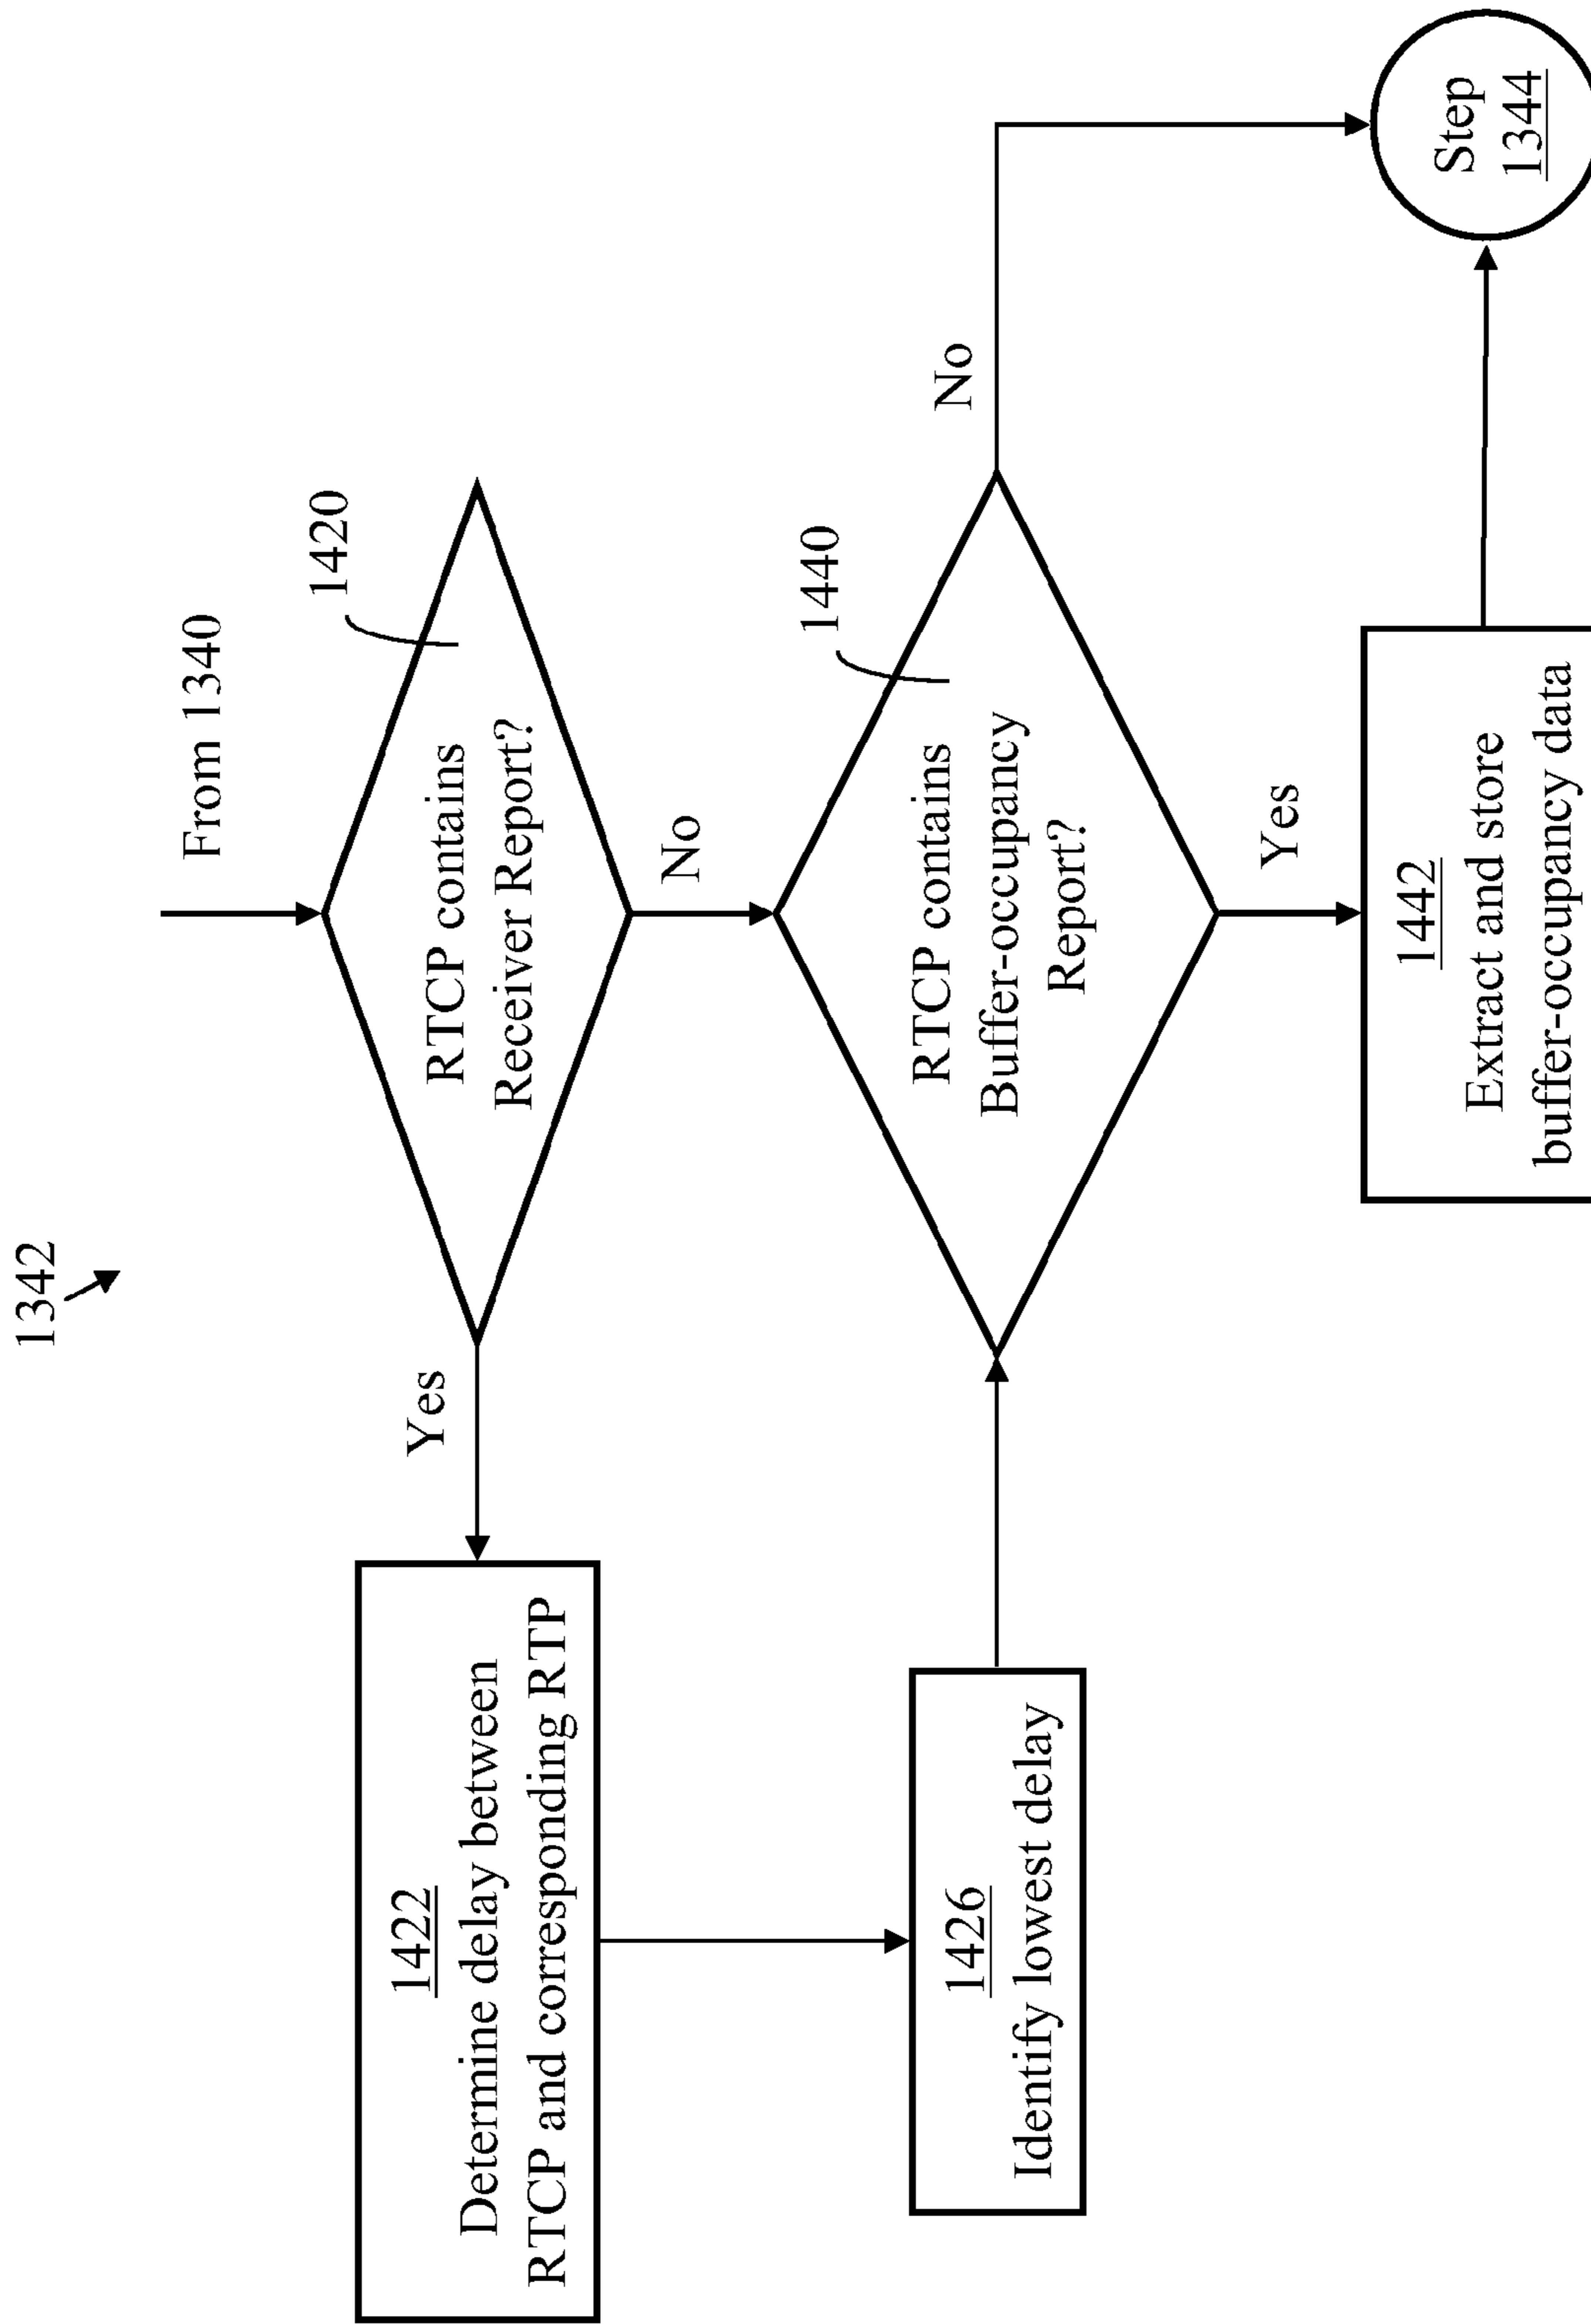 1342
From 1340
1420
RTCP contains
Receiver Report?
Yes
No
1422
Determine delay between
RTCP and corresponding RTP
1440
RTCP contains
Buffer-occupancy
Report?
No
1426
Identify lowest delay
Yes
1442
Extract and store
buffer-occupancy data
Step
1344